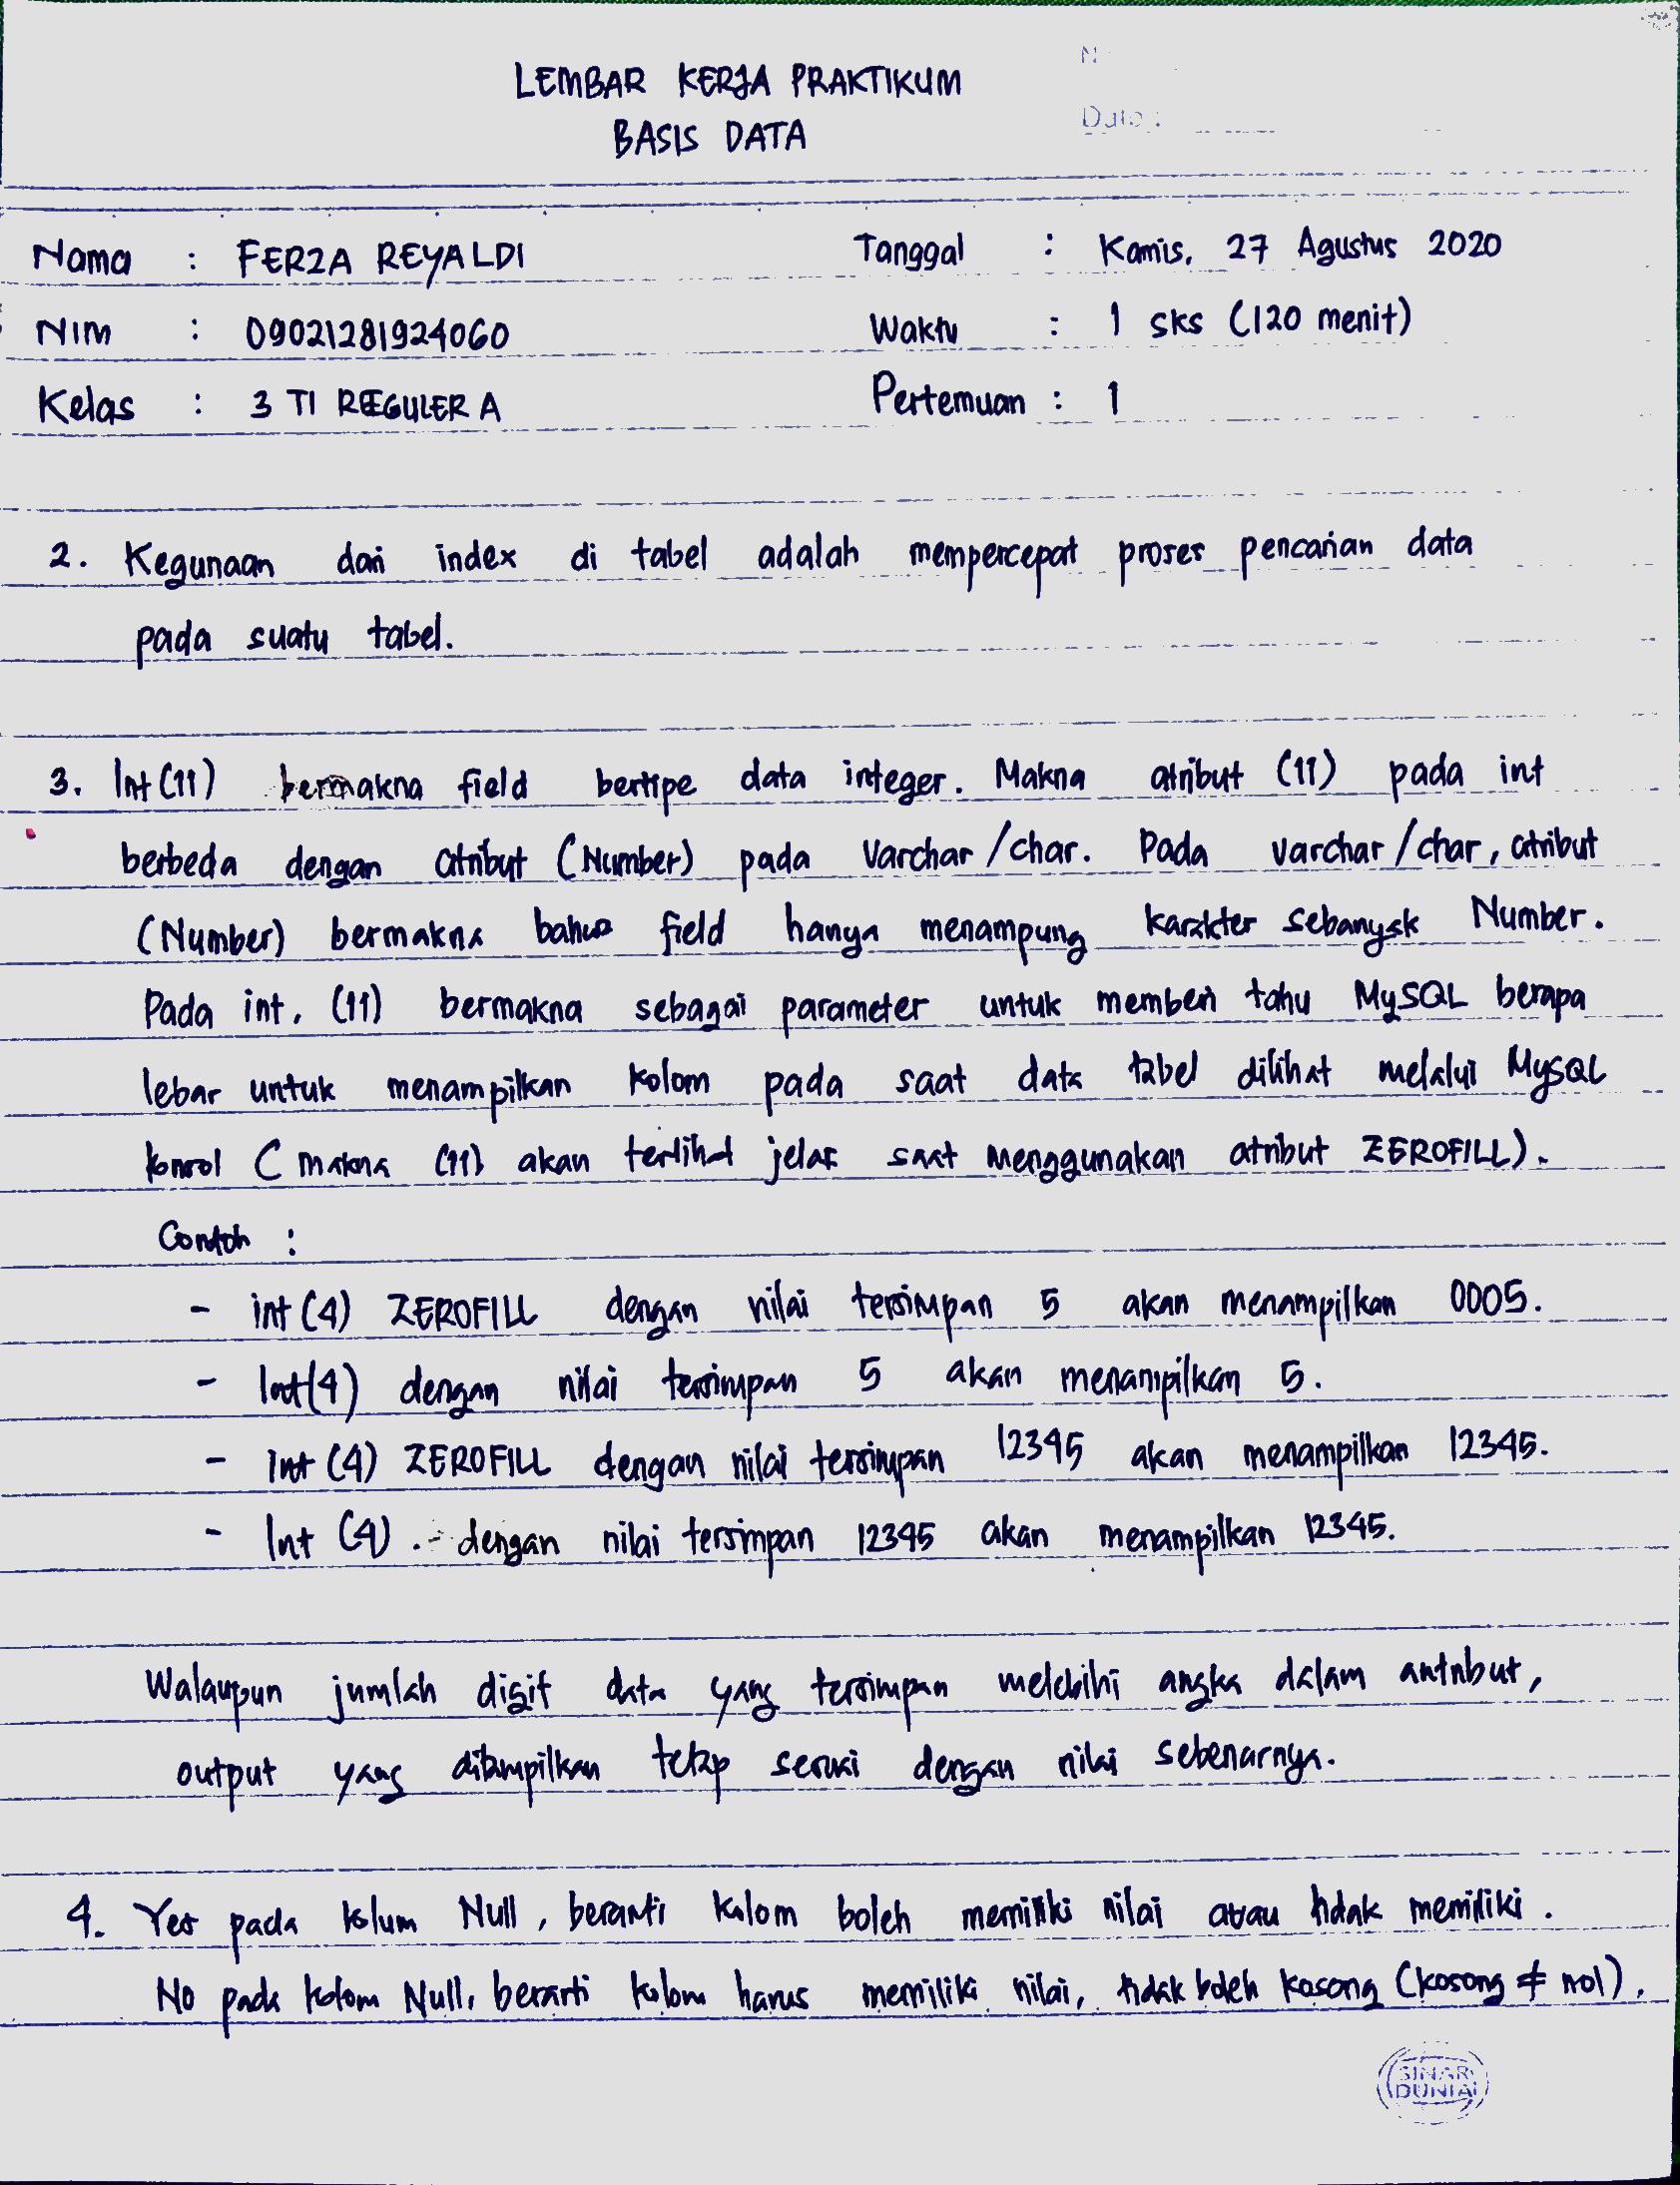 LEMBAR KERJA PRAKTIKUM
BASIS DATA
N
Date :
Nama : FERZA REYALDI
Tanggal : Kamis, 27 Agustus 2020
NIM : 09021281924060
Waktu : 1 sks (120 menit)
Kelas : 3 TI REGULER A
Pertemuan : 1
2. Kegunaan dari index di tabel adalah mempercepat proses pencarian data
pada suatu tabel.
3. Int (11) bermakna field bertipe data integer. Makna atribut (11) pada int
berbeda dengan atribut (Number) pada varchar/char. Pada varchar/char, atribut
(Number) bermakna bahwa field hanya menampung karakter sebanyak Number.
Pada int, (11) bermakna sebagai parameter untuk memberi tahu MySQL berapa
lebar untuk menampilkan kolom pada saat data tabel dilihat melalui MySQL
konsol (makna (11) akan terlihat jelas saat menggunakan atribut ZEROFILL).
Contoh :
- int (4) ZEROFILL dengan nilai tersimpan 5 akan menampilkan 0005.
- Int(4) dengan nilai tersimpan 5 akan menampilkan 5.
- int (4) ZEROFILL dengan nilai tersimpan 12345 akan menampilkan 12345.
- Int (4) dengan nilai tersimpan 12345 akan menampilkan 12345.
Walaupun jumlah digit data yang tersimpan melebihi angka dalam antribut,
output yang ditampilkan tetap sesuai dengan nilai sebenarnya.
4. Yes pada kolum Null, berarti kolom boleh memiliki nilai atau tidak memiliki.
No pada kolom Null, berarti kolom harus memiliki nilai, tidak boleh kosong (kosong ≠ nol).
SINAR
DUNIA